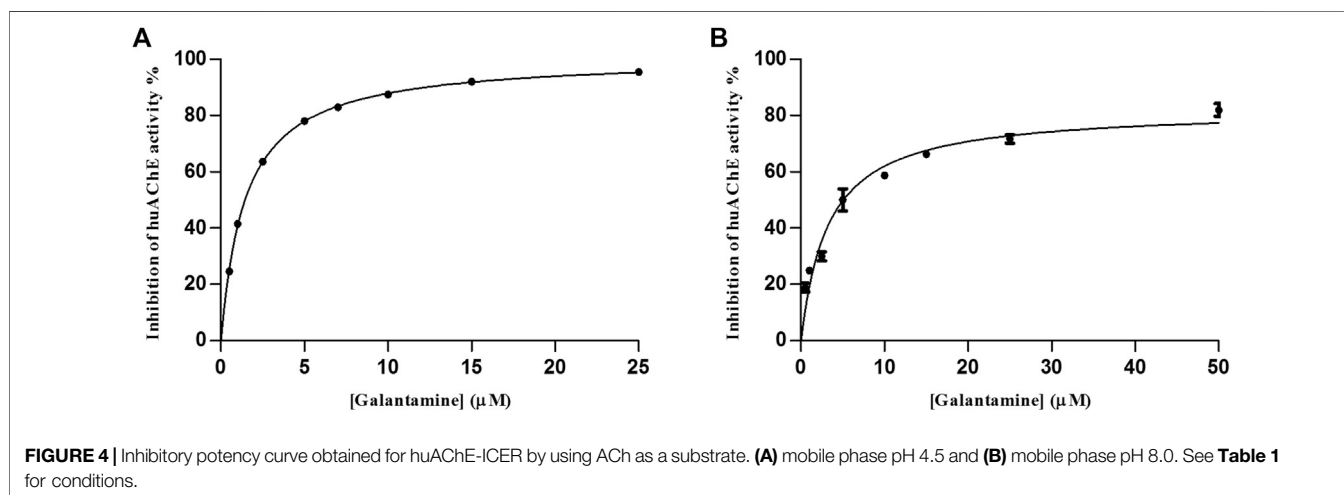 A
B
100
80
60
40
20
0
Inhibition of huAChE activity %
0 5 10 15 20 25
[Galantamine] (μM)
100
80
60
40
20
0
Inhibition of huAChE activity %
0 10 20 30 40 50
[Galantamine] (μM)
FIGURE 4 | Inhibitory potency curve obtained for huAChE-ICER by using ACh as a substrate. (A) mobile phase pH 4.5 and (B) mobile phase pH 8.0. See Table 1
for conditions.